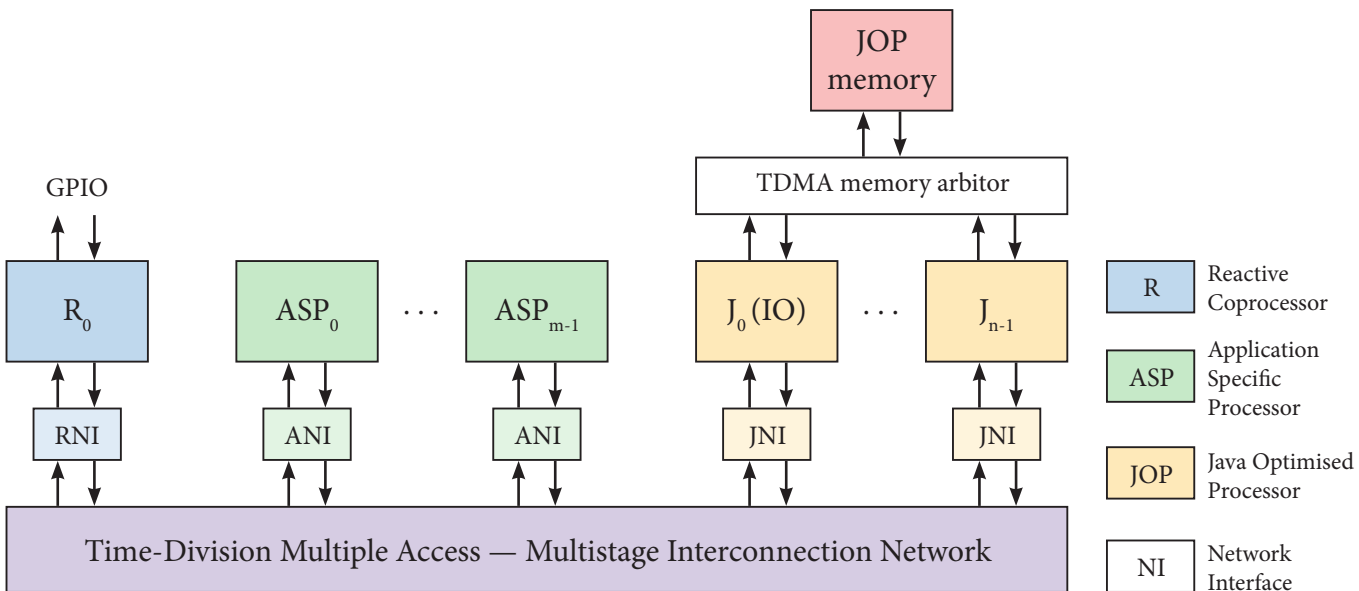 JOP
memory
TDMA memory arbitor
GPIO
R0
ASP0
. . .
ASPm-1
J0 (IO)
. . .
Jn-1
RNI
ANI
ANI
JNI
JNI
Time-Division Multiple Access — Multistage Interconnection Network
R
Reactive
Coprocessor
ASP
Application
Specific
Processor
JOP
Java Optimised
Processor
NI
Network
Interface